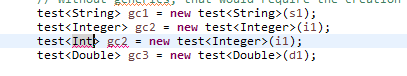 // Without generics, that would require the creation
test<String> gc1 = new test<String>(s1);
test<Integer> gc2 = new test<Integer>(i1);
test<Int> gc2 = new test<Integer>(i1);
test<Double> gc3 = new test<Double>(d1);